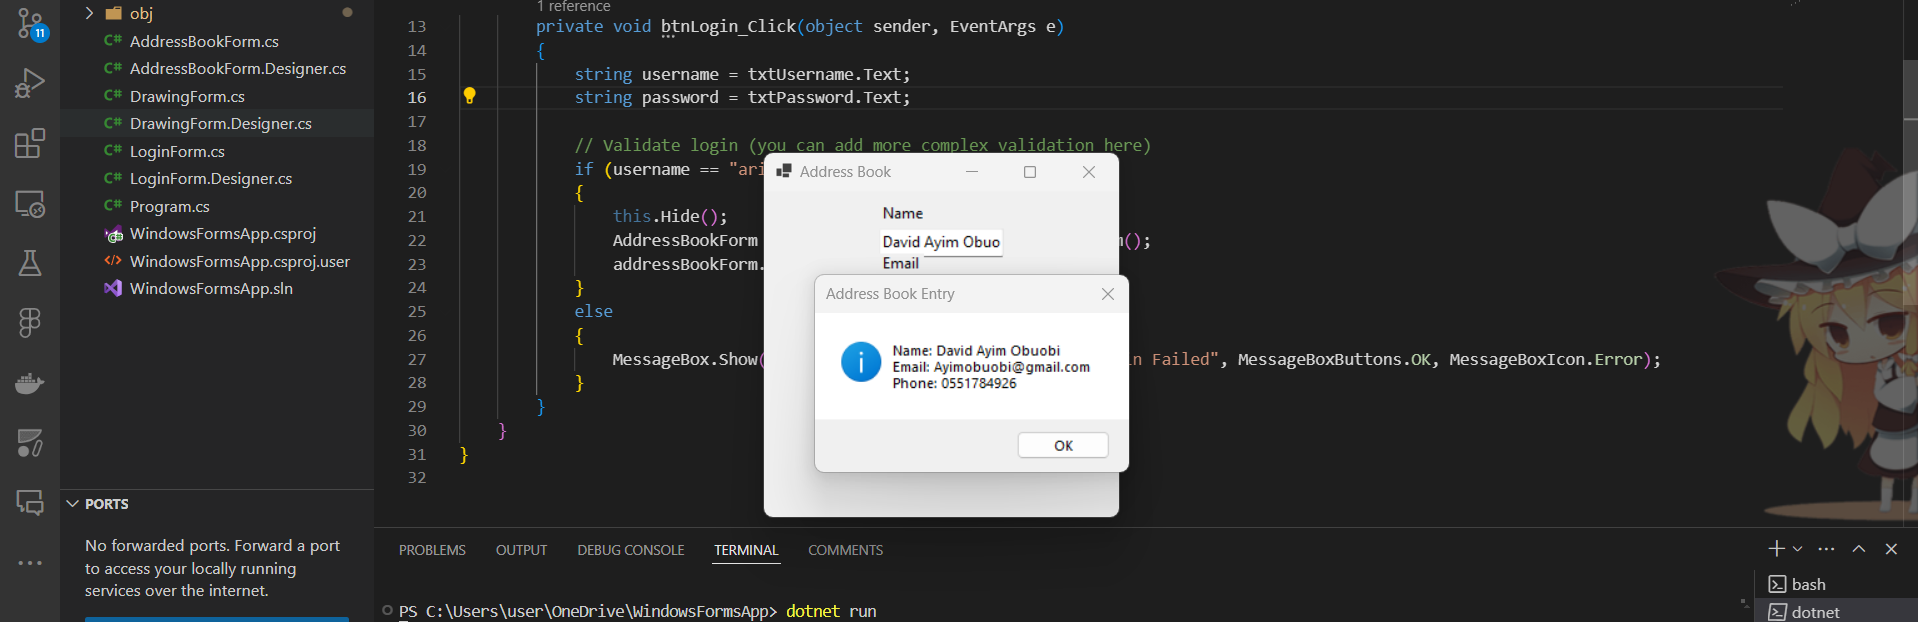 11
obj
AddressBookForm.cs
AddressBookForm.Designer.cs
DrawingForm.cs
DrawingForm.Designer.cs
LoginForm.cs
LoginForm.Designer.cs
Program.cs
WindowsFormsApp.csproj
WindowsFormsApp.csproj.user
WindowsFormsApp.sln
PORTS
No forwarded ports. Forward a port
to access your locally running
services over the internet.
1 reference
13 private void btnLogin_Click(object sender, EventArgs e)
14 {
15 string username = txtUsername.Text;
16 string password = txtPassword.Text;
17
18 // Validate login (you can add more complex validation here)
19 if (username == "ari
20 {
21 this.Hide();
22 AddressBookForm ();
23 addressBookForm.
24 }
25 else
26 {
27 MessageBox.Show( n Failed", MessageBoxButtons.OK, MessageBoxIcon.Error);
28 }
29 }
30 }
31 }
32
Address Book
Name
David Ayim Obuo
Email
Address Book Entry
Name: David Ayim Obuobi
Email: Ayimobuobi@gmail.com
Phone: 0551784926
OK
PROBLEMS OUTPUT DEBUG CONSOLE TERMINAL COMMENTS
PS C:\Users\user\OneDrive\WindowsFormsApp> dotnet run
bash
dotnet